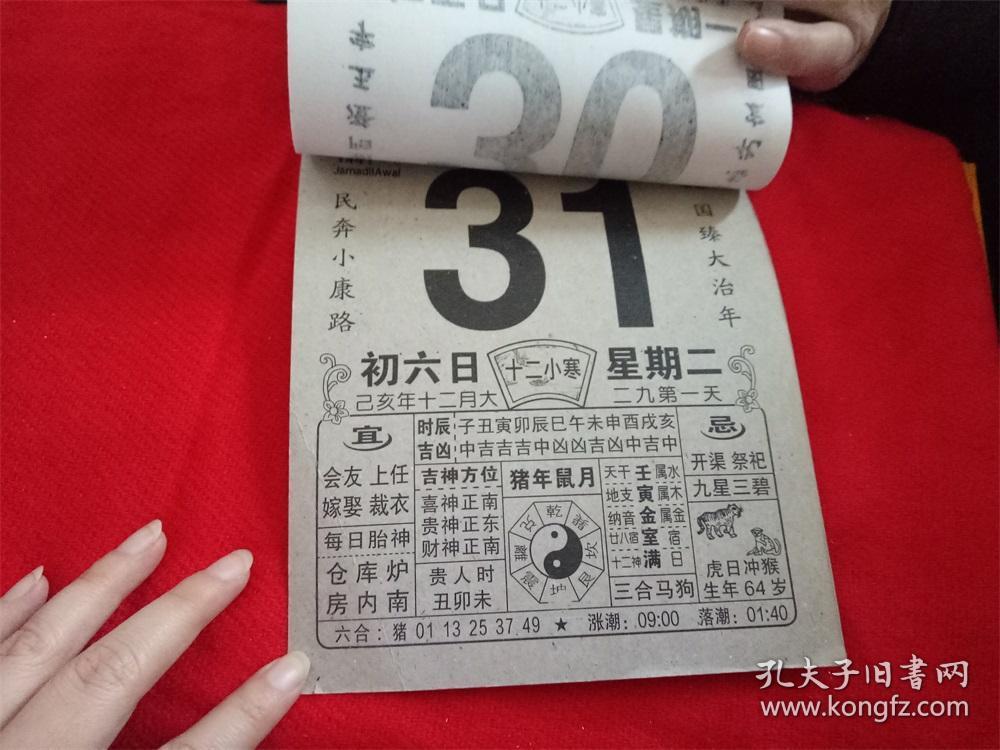 30
JamadilAwal
31
民奔小康路
国臻大治年
初六日
十二小寒
星期二
己亥年十二月大
二九第一天
宜
会友 上任
嫁娶 裁衣
每日胎神
仓库炉
房内南
时辰 子丑寅卯辰巳午未申酉戌亥
吉凶 中吉吉吉中凶凶吉凶中吉中
吉神方位
喜神正南
贵神正东
财神正南
贵人时
丑卯未
猪年鼠月
乾 巽 坎 艮 坤 震 離 兑
天干 壬 属水
地支 寅 属木
纳音 金 属金
廿八宿 室 宿
十二神 满 日
三合马狗
忌
开渠 祭祀
九星三碧
虎日冲猴
生年 64 岁
六合：猪 01 13 25 37 49 ★ 涨潮：09:00 落潮：01:40
孔夫子旧書网
www.kongfz.com